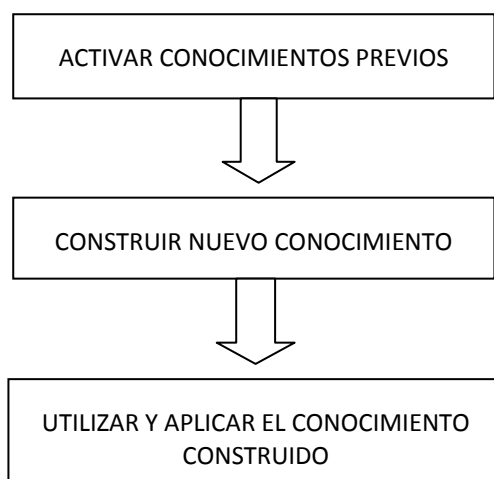 ACTIVAR CONOCIMIENTOS PREVIOS
CONSTRUIR NUEVO CONOCIMIENTO
UTILIZAR Y APLICAR EL CONOCIMIENTO
CONSTRUIDO